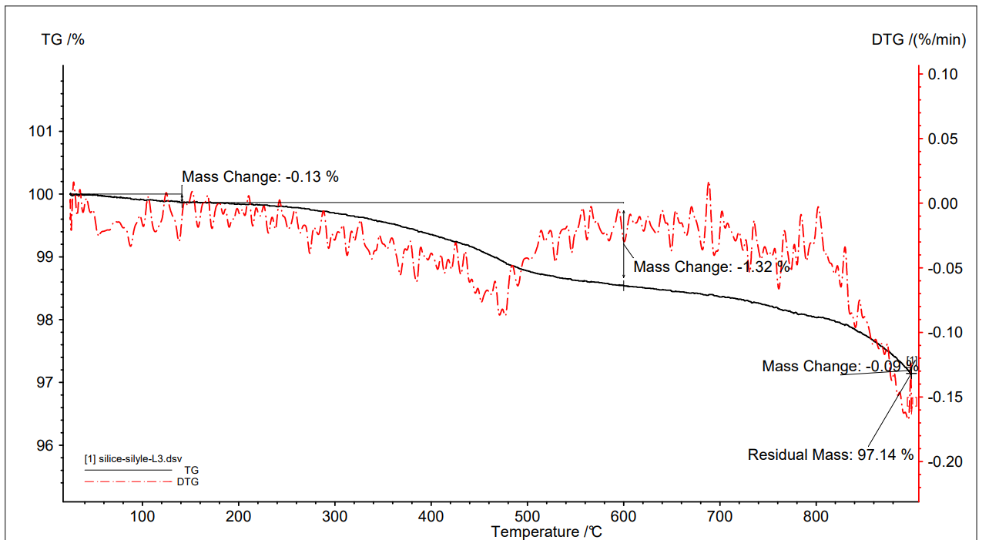 TG /%
DTG /(%/min)
0.10
101
0.05
Mass Change: -0.13 %
100
0.00
99
Mass Change: -1.32 %
-0.05
98
-0.10
Mass Change: -0.09 %
[1]
97
-0.15
96
Residual Mass: 97.14 %
-0.20
[1] silice-silyle-L3.dsv
TG
DTG
100 200 300 400 500 600 700 800
Temperature /°C